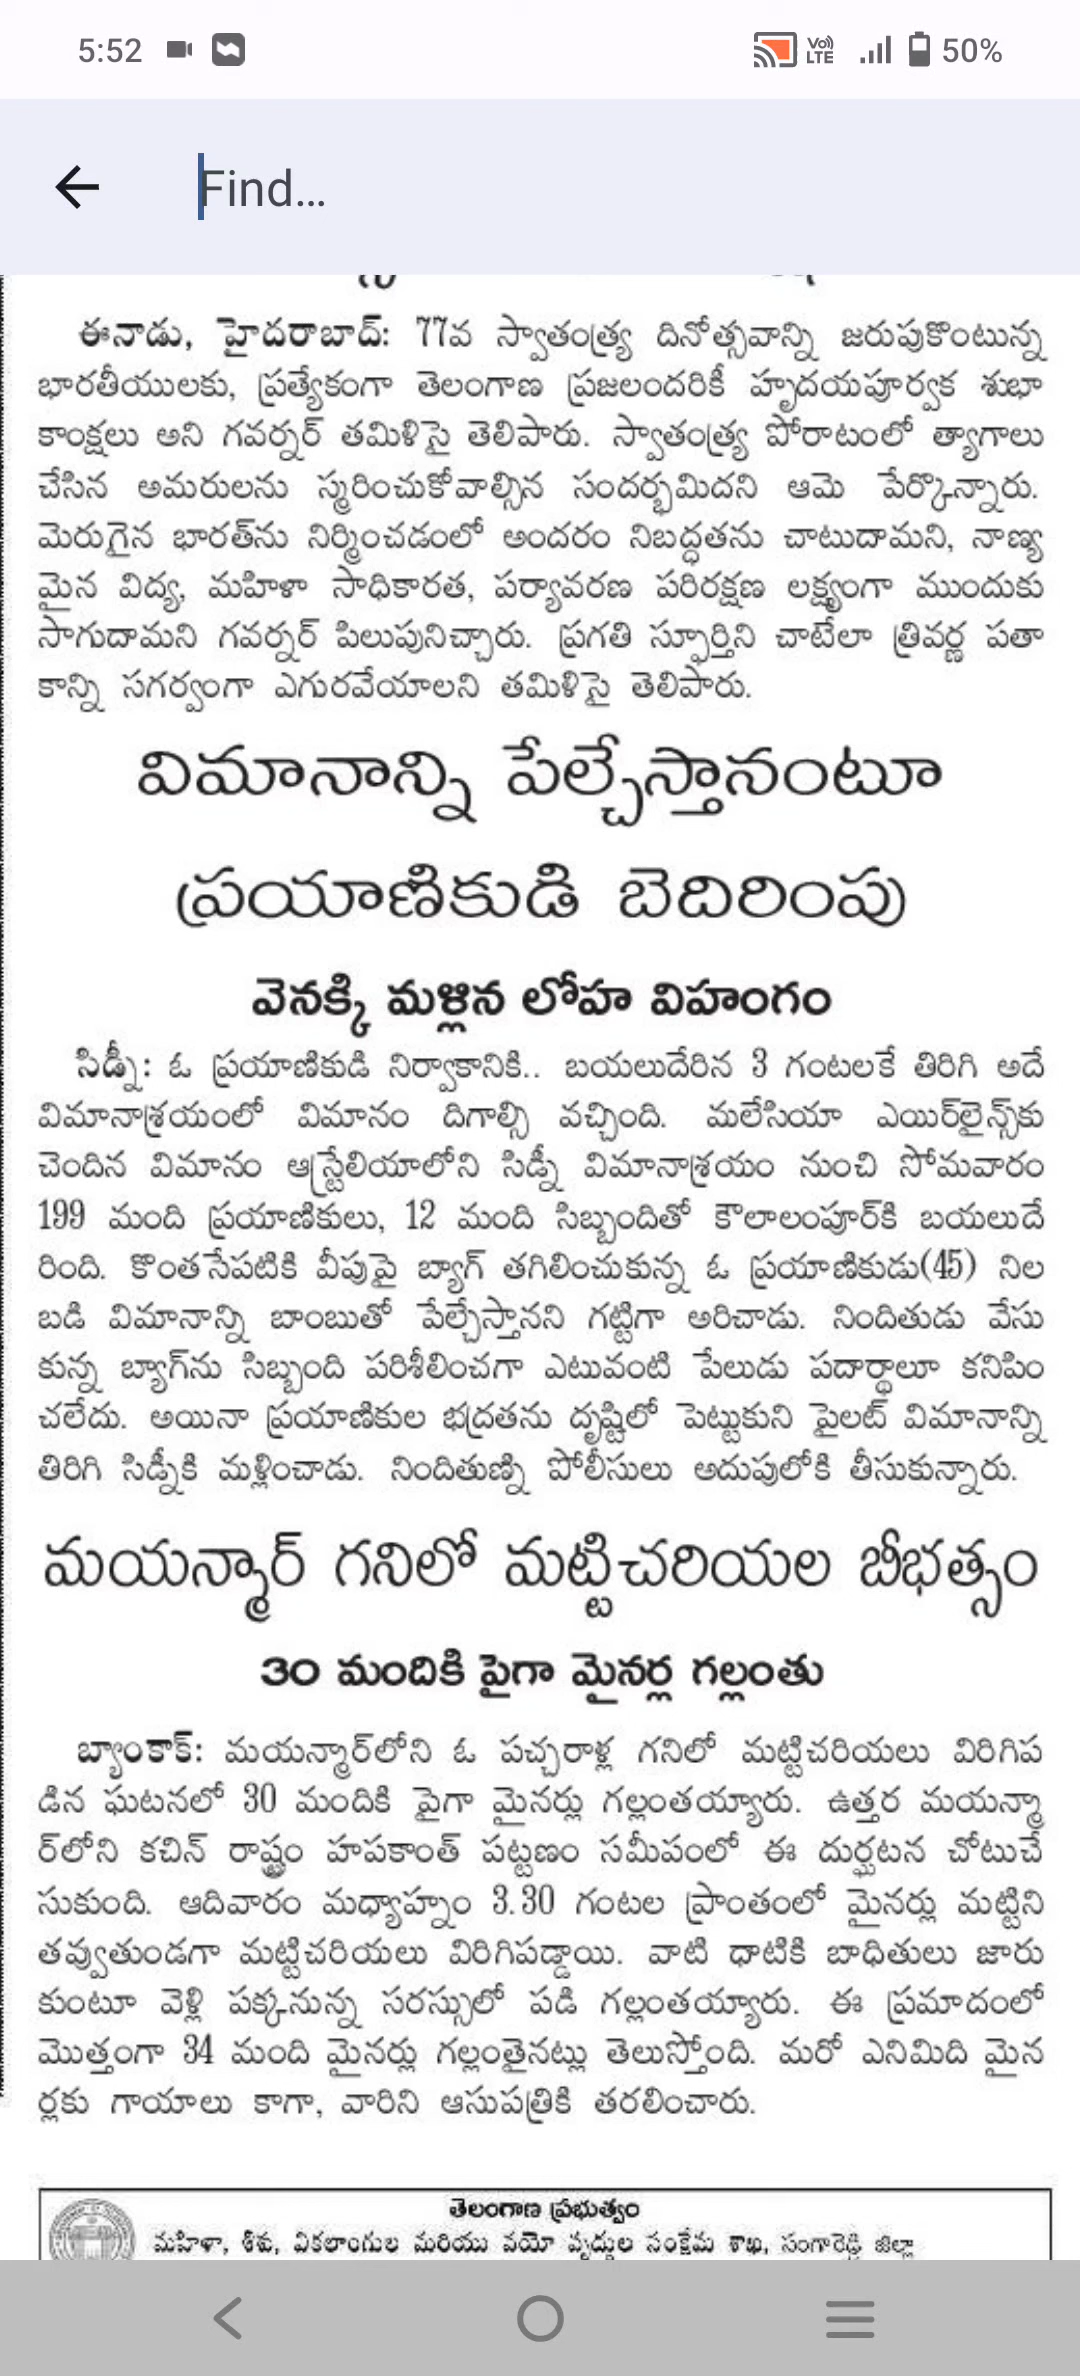 5:52
Vo) LTE 50%
Find...
ఈనాడు, హైదరాబాద్: 77వ స్వాతంత్ర్య దినోత్సవాన్ని జరుపుకొంటున్న
భారతీయులకు, ప్రత్యేకంగా తెలంగాణ ప్రజలందరికీ హృదయపూర్వక శుభా
కాంక్షలు అని గవర్నర్ తమిళిసై తెలిపారు. స్వాతంత్ర్య పోరాటంలో త్యాగాలు
చేసిన అమరులను స్మరించుకోవాల్సిన సందర్భమిదని ఆమె పేర్కొన్నారు.
మెరుగైన భారత్‌ను నిర్మించడంలో అందరం నిబద్ధతను చాటుదామని, నాణ్య
మైన విద్య, మహిళా సాధికారత, పర్యావరణ పరిరక్షణ లక్ష్యంగా ముందుకు
సాగుదామని గవర్నర్ పిలుపునిచ్చారు. ప్రగతి స్ఫూర్తిని చాటేలా త్రివర్ణ పతా
కాన్ని సగర్వంగా ఎగురవేయాలని తమిళిసై తెలిపారు.
విమానాన్ని పేల్చేస్తానంటూ
ప్రయాణికుడి బెదిరింపు
వెనక్కి మళ్లిన లోహ విహంగం
సిడ్నీ: ఓ ప్రయాణికుడి నిర్వాకానికి.. బయలుదేరిన 3 గంటలకే తిరిగి అదే
విమానాశ్రయంలో విమానం దిగాల్సి వచ్చింది. మలేసియా ఎయిర్‌లైన్స్‌కు
చెందిన విమానం ఆస్ట్రేలియాలోని సిడ్నీ విమానాశ్రయం నుంచి సోమవారం
199 మంది ప్రయాణికులు, 12 మంది సిబ్బందితో కౌలాలంపూర్‌కి బయలుదే
రింది. కొంతసేపటికి వీపుపై బ్యాగ్ తగిలించుకున్న ఓ ప్రయాణికుడు(45) నిల
బడి విమానాన్ని బాంబుతో పేల్చేస్తానని గట్టిగా అరిచాడు. నిందితుడు వేసు
కున్న బ్యాగ్‌ను సిబ్బంది పరిశీలించగా ఎటువంటి పేలుడు పదార్థాలూ కనిపిం
చలేదు. అయినా ప్రయాణికుల భద్రతను దృష్టిలో పెట్టుకుని పైలట్ విమానాన్ని
తిరిగి సిడ్నీకి మళ్లించాడు. నిందితుణ్ని పోలీసులు అదుపులోకి తీసుకున్నారు.
మయన్మార్ గనిలో మట్టిచరియల బీభత్సం
30 మందికి పైగా మైనర్ల గల్లంతు
బ్యాంకాక్: మయన్మార్‌లోని ఓ పచ్చరాళ్ల గనిలో మట్టిచరియలు విరిగిప
డిన ఘటనలో 30 మందికి పైగా మైనర్లు గల్లంతయ్యారు. ఉత్తర మయన్మా
ర్‌లోని కచిన్ రాష్ట్రం హపకాంత్ పట్టణం సమీపంలో ఈ దుర్ఘటన చోటుచే
సుకుంది. ఆదివారం మధ్యాహ్నం 3.30 గంటల ప్రాంతంలో మైనర్లు మట్టిని
తవ్వుతుండగా మట్టిచరియలు విరిగిపడ్డాయి. వాటి ధాటికి బాధితులు జారు
కుంటూ వెళ్లి పక్కనున్న సరస్సులో పడి గల్లంతయ్యారు. ఈ ప్రమాదంలో
మొత్తంగా 34 మంది మైనర్లు గల్లంతైనట్లు తెలుస్తోంది. మరో ఎనిమిది మైన
ర్లకు గాయాలు కాగా, వారిని ఆసుపత్రికి తరలించారు.
తెలంగాణ ప్రభుత్వం
మహిళా, శిశు, వికలాంగుల మరియు వయో వృద్ధుల సంక్షేమ శాఖ, సంగారెడ్డి జిల్లా